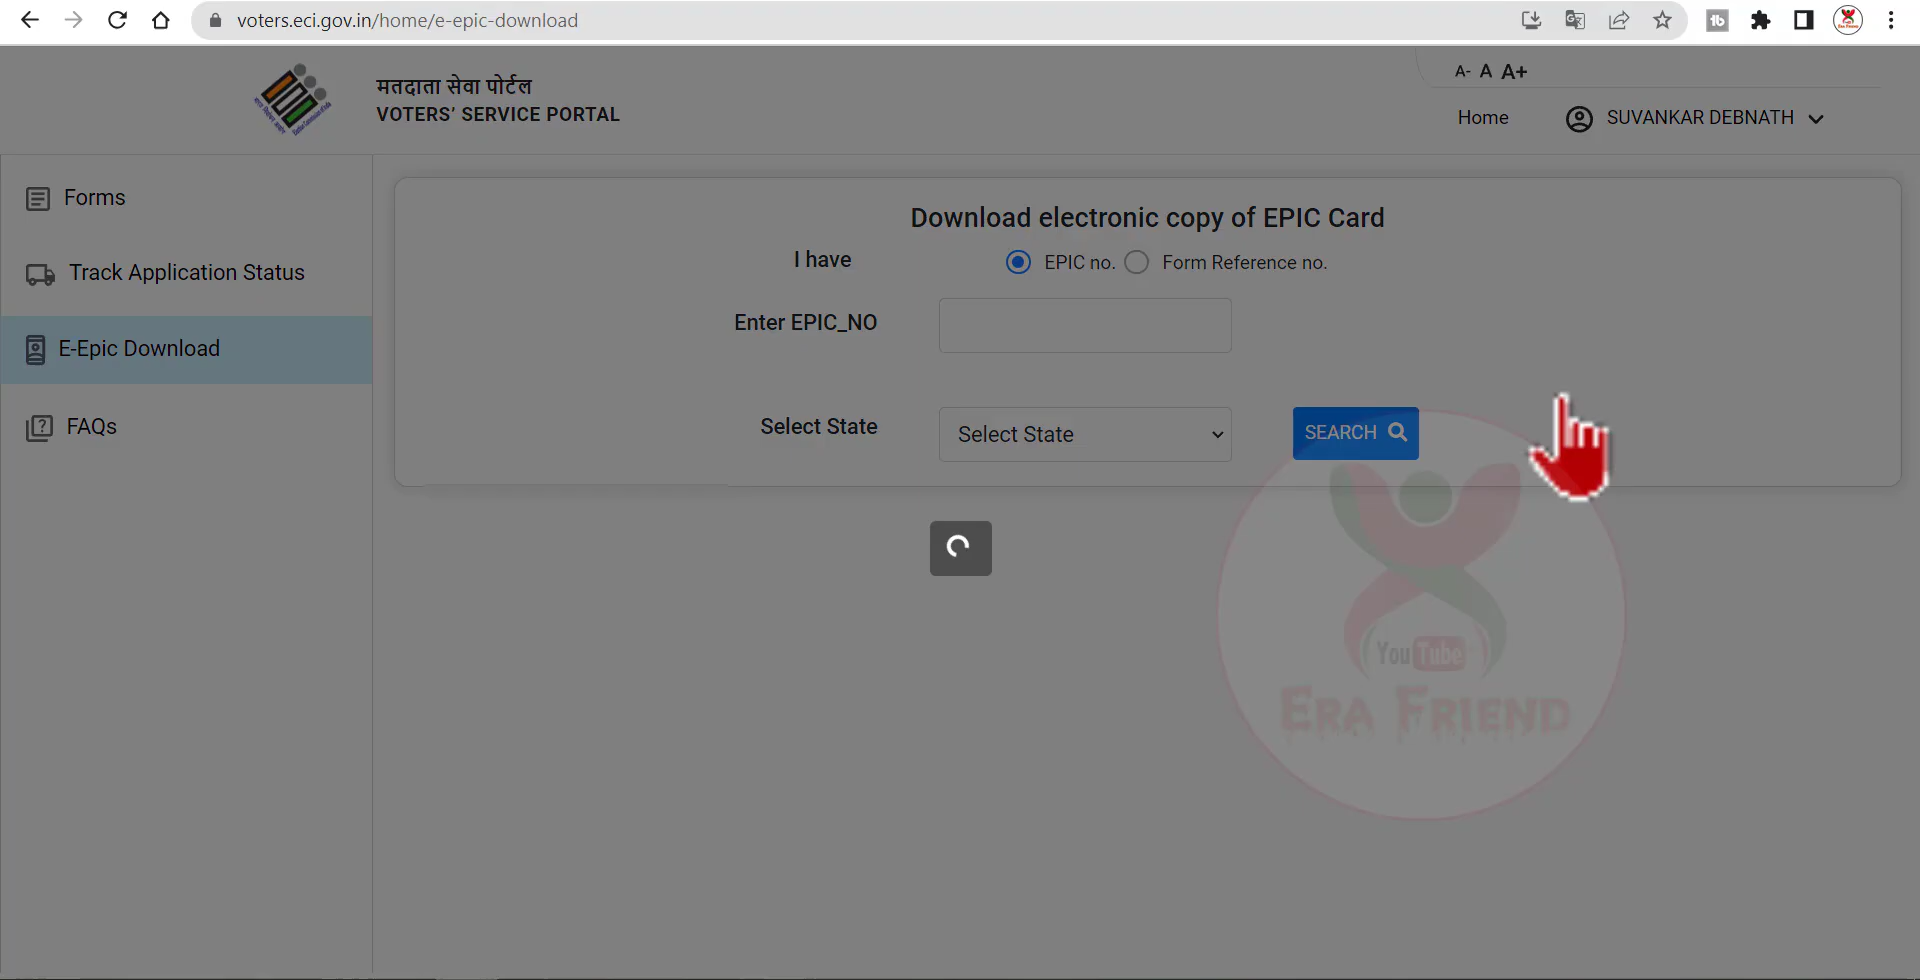 voters.eci.gov.in/home/e-epic-download
मतदाता सेवा पोर्टल
VOTERS' SERVICE PORTAL
A- A A+
Home
SUVANKAR DEBNATH
Forms
Track Application Status
E-Epic Download
FAQs
Download electronic copy of EPIC Card
I have
EPIC no.
Form Reference no.
Enter EPIC_NO
Select State
Select State
SEARCH
YouTube
ERA FRIEND